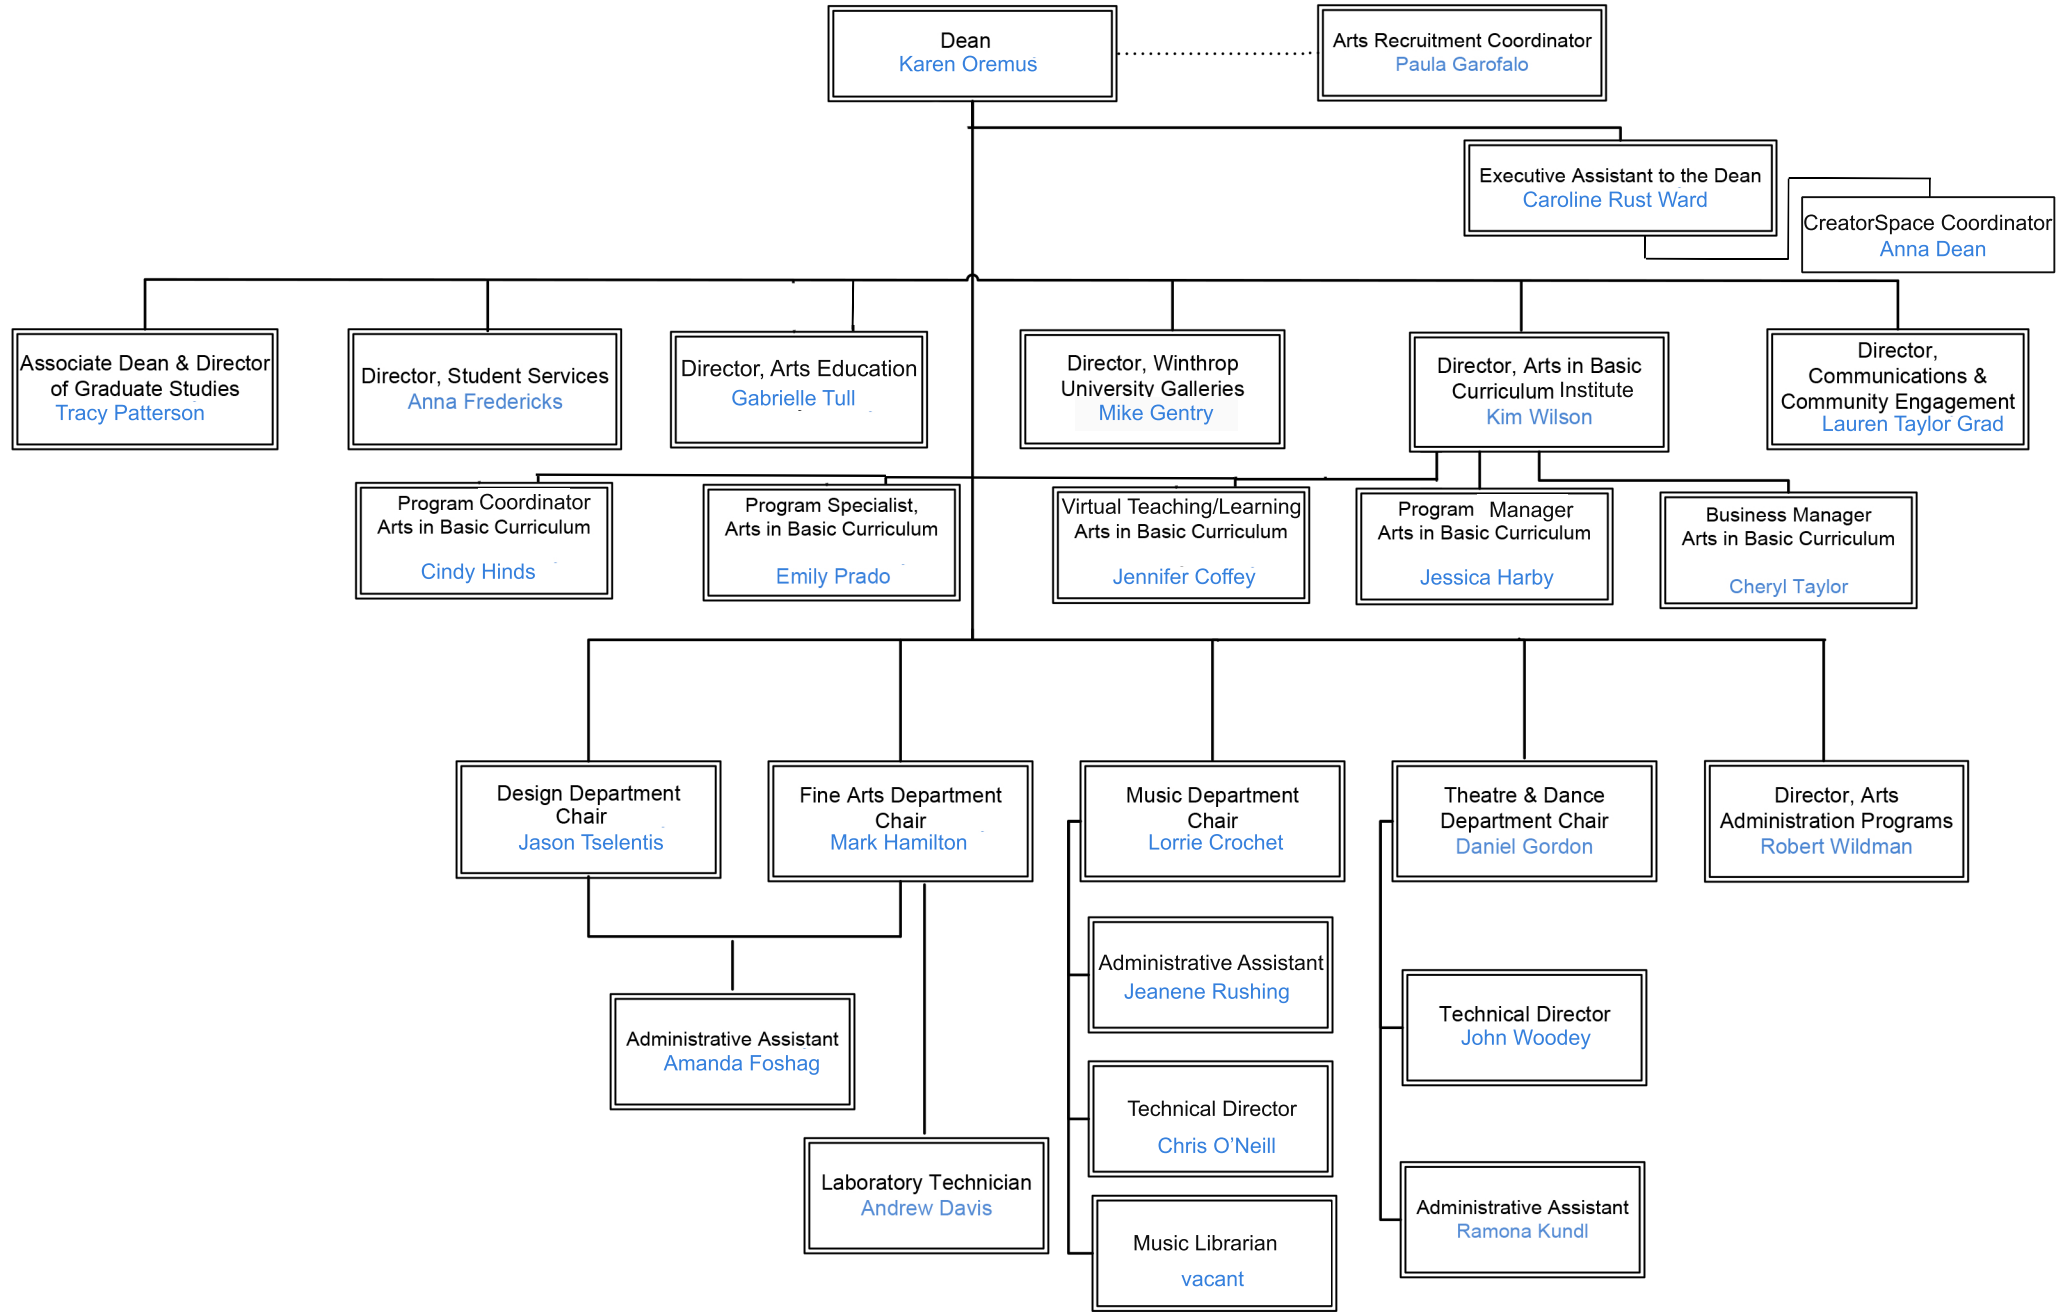 Dean
Karen Oremus
Arts Recruitment Coordinator
Paula Garofalo
Executive Assistant to the Dean
Caroline Rust Ward
CreatorSpace Coordinator
Anna Dean
Associate Dean & Director
of Graduate Studies
Tracy Patterson
Director, Student Services
Anna Fredericks
Director, Arts Education
Gabrielle Tull
Director, Winthrop
University Galleries
Mike Gentry
Director, Arts in Basic
Curriculum Institute
Kim Wilson
Director,
Communications &
Community Engagement
Lauren Taylor Grad
Program Coordinator
Arts in Basic Curriculum
Cindy Hinds
Program Specialist,
Arts in Basic Curriculum
Emily Prado
Virtual Teaching/Learning
Arts in Basic Curriculum
Jennifer Coffey
Program Manager
Arts in Basic Curriculum
Jessica Harby
Business Manager
Arts in Basic Curriculum
Cheryl Taylor
Design Department
Chair
Jason Tselentis
Fine Arts Department
Chair
Mark Hamilton
Music Department
Chair
Lorrie Crochet
Theatre & Dance
Department Chair
Daniel Gordon
Director, Arts
Administration Programs
Robert Wildman
Administrative Assistant
Amanda Foshag
Laboratory Technician
Andrew Davis
Administrative Assistant
Jeanene Rushing
Technical Director
Chris O’Neill
Music Librarian
vacant
Technical Director
John Woodey
Administrative Assistant
Ramona Kundl